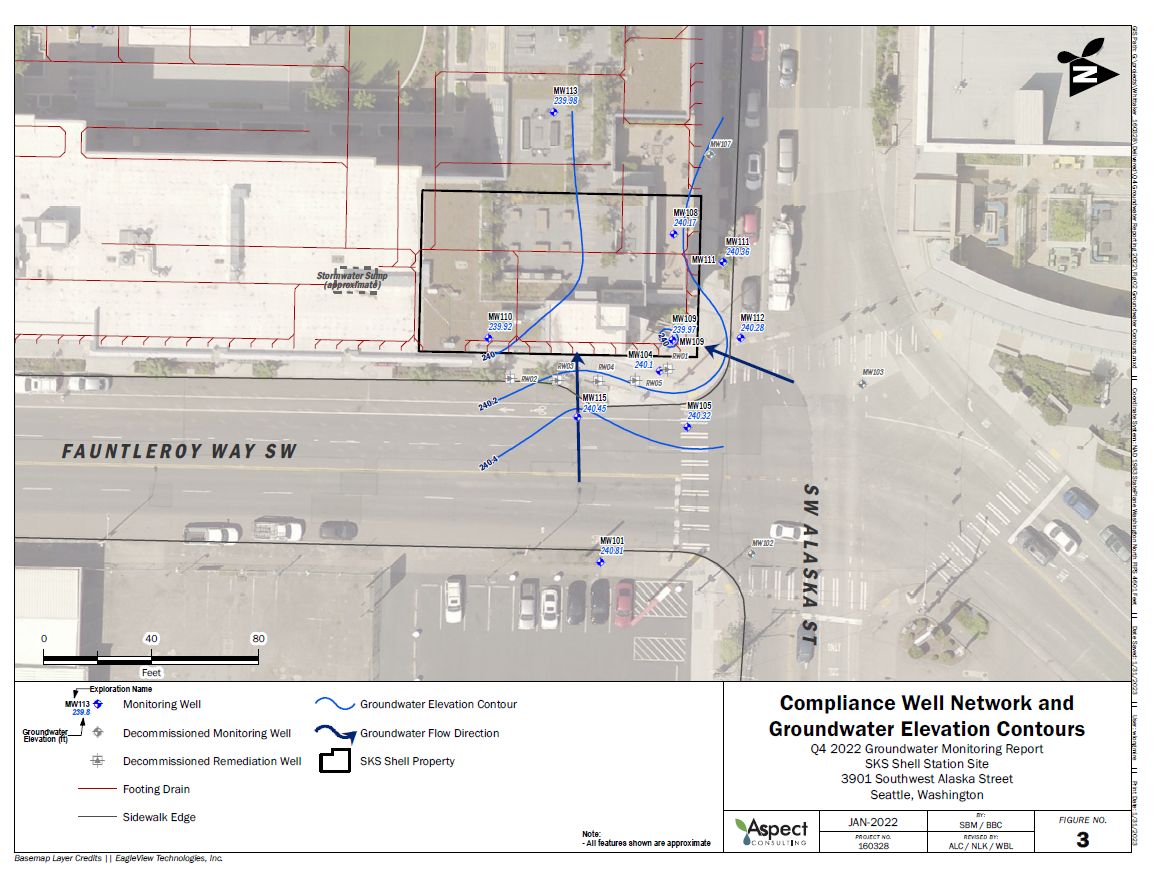 N
MW113
239.98
MW107
MW108
240.17
MW111
240.36
MW111
Stormwater Sump
(approximate)
MW110
239.92
MW109
239.97
MW109
MW112
240.28
240
MW104
240.1
RW01
RW02
RW03
RW04
RW05
MW103
240.2
MW115
240.45
MW105
240.32
240.4
FAUNTLEROY WAY SW
SW ALASKA ST
MW101
240.81
MW102
0 40 80
Feet
Exploration Name
MW113
239.8
Groundwater
Elevation (ft)
Monitoring Well
Decommissioned Monitoring Well
Decommissioned Remediation Well
Footing Drain
Sidewalk Edge
Groundwater Elevation Contour
Groundwater Flow Direction
SKS Shell Property
Note:
- All features shown are approximate
Compliance Well Network and
Groundwater Elevation Contours
Q4 2022 Groundwater Monitoring Report
SKS Shell Station Site
3901 Southwest Alaska Street
Seattle, Washington
Aspect
CONSULTING
JAN-2022
PROJECT NO.
160328
BY:
SBM / BBC
REVISED BY:
ALC / NLK / WBL
FIGURE NO.
3
Basemap Layer Credits || EagleView Technologies, Inc.